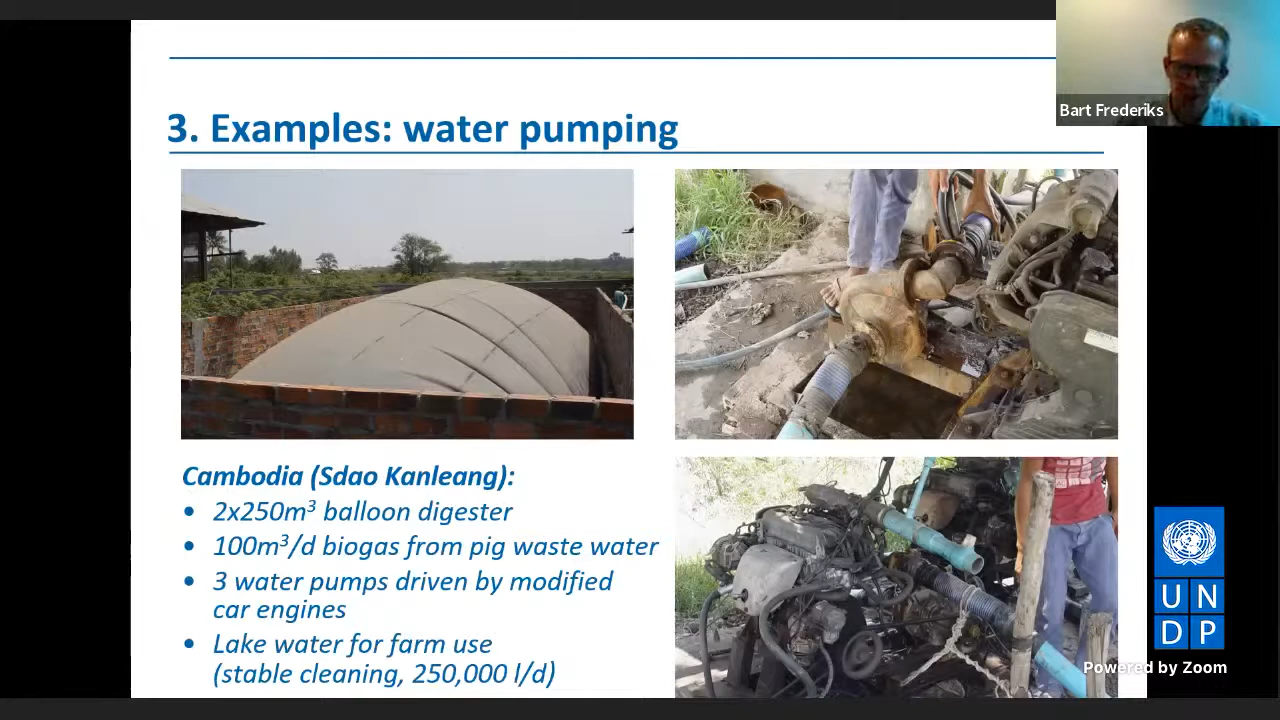 Bart Frederiks
3. Examples: water pumping
Cambodia (Sdao Kanleang):
• 2x250m³ balloon digester
• 100m³/d biogas from pig waste water
• 3 water pumps driven by modified
car engines
• Lake water for farm use
(stable cleaning, 250,000 l/d)
U N
D P
Powered by Zoom